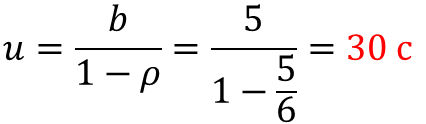 u = b / (1 − ρ) = 5 / (1 − 5/6) = 30 c